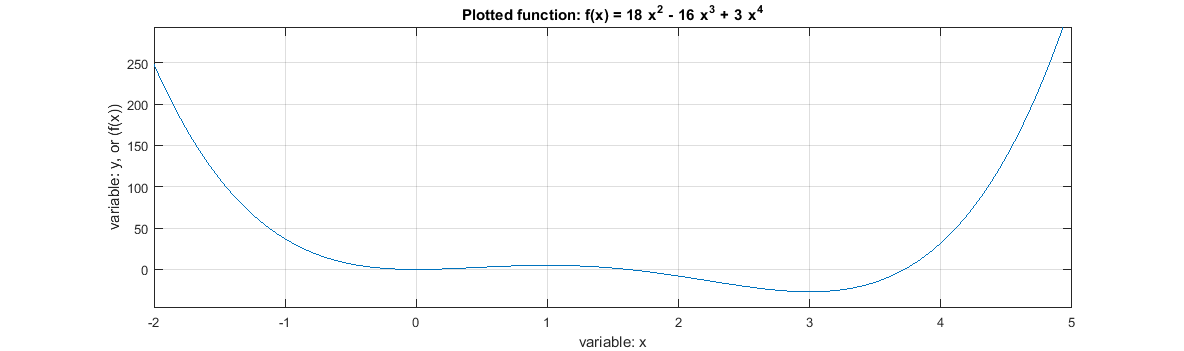 Plotted function: f(x) = 18 x² - 16 x³ + 3 x⁴
variable: y, or (f(x))
250
200
150
100
50
0
-2 -1 0 1 2 3 4 5
variable: x